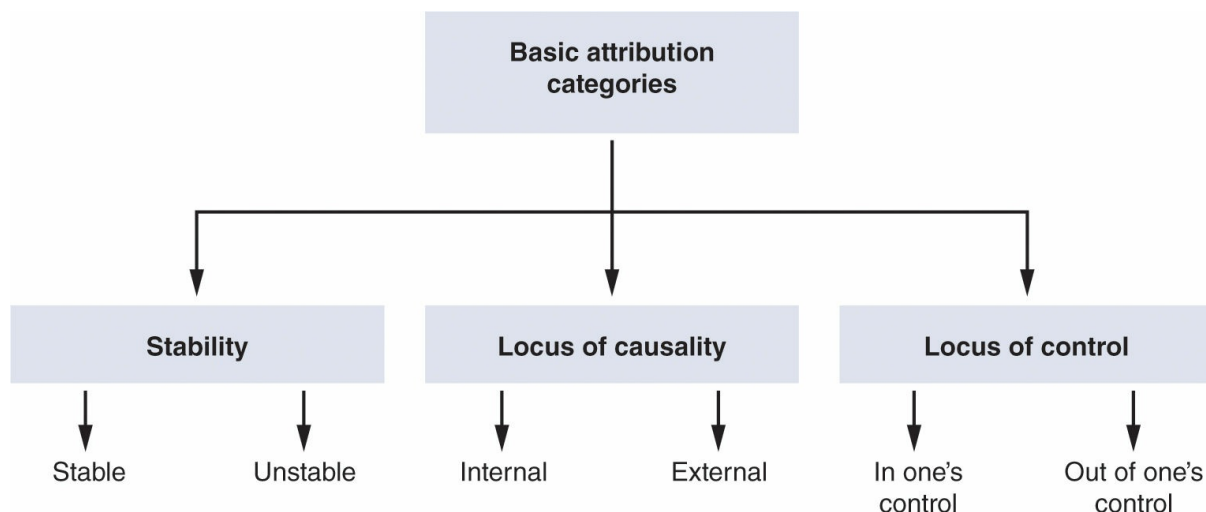 Basic attribution
categories
Stability
Locus of causality
Locus of control
Stable
Unstable
Internal
External
In one's
control
Out of one's
control